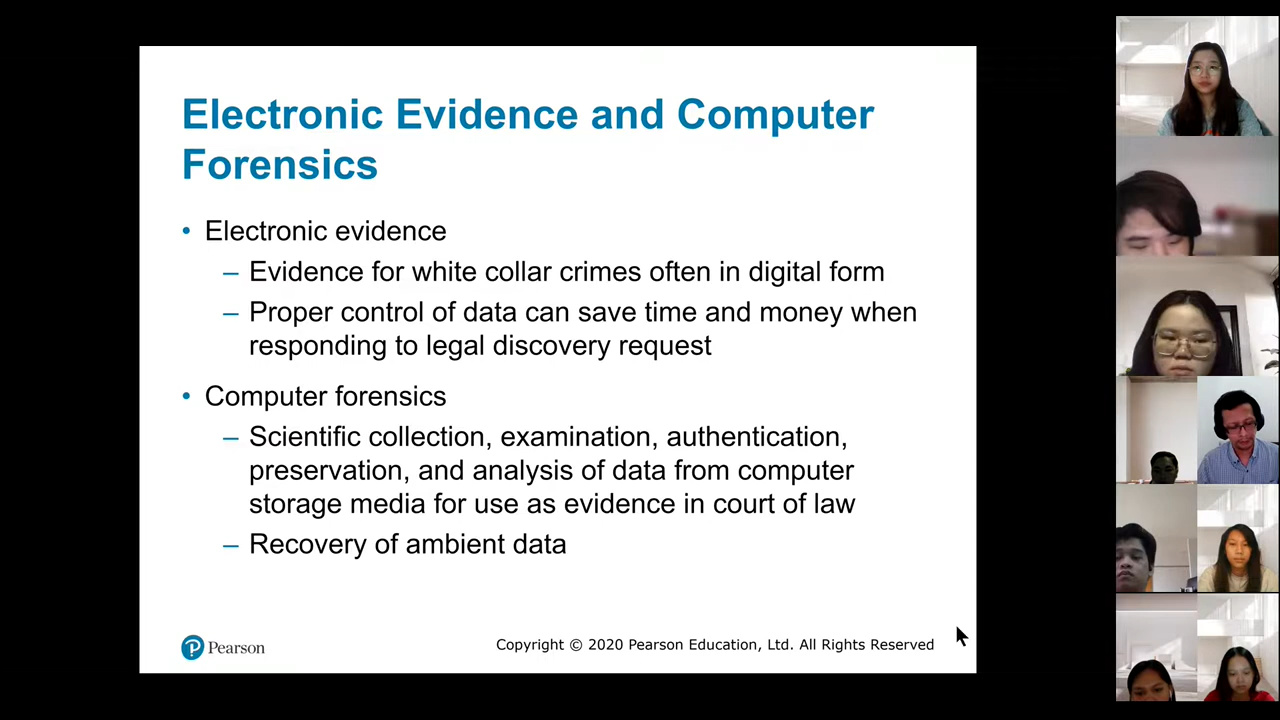 Electronic Evidence and Computer
Forensics
• Electronic evidence
– Evidence for white collar crimes often in digital form
– Proper control of data can save time and money when
responding to legal discovery request
• Computer forensics
– Scientific collection, examination, authentication,
preservation, and analysis of data from computer
storage media for use as evidence in court of law
– Recovery of ambient data
P Pearson
Copyright © 2020 Pearson Education, Ltd. All Rights Reserved